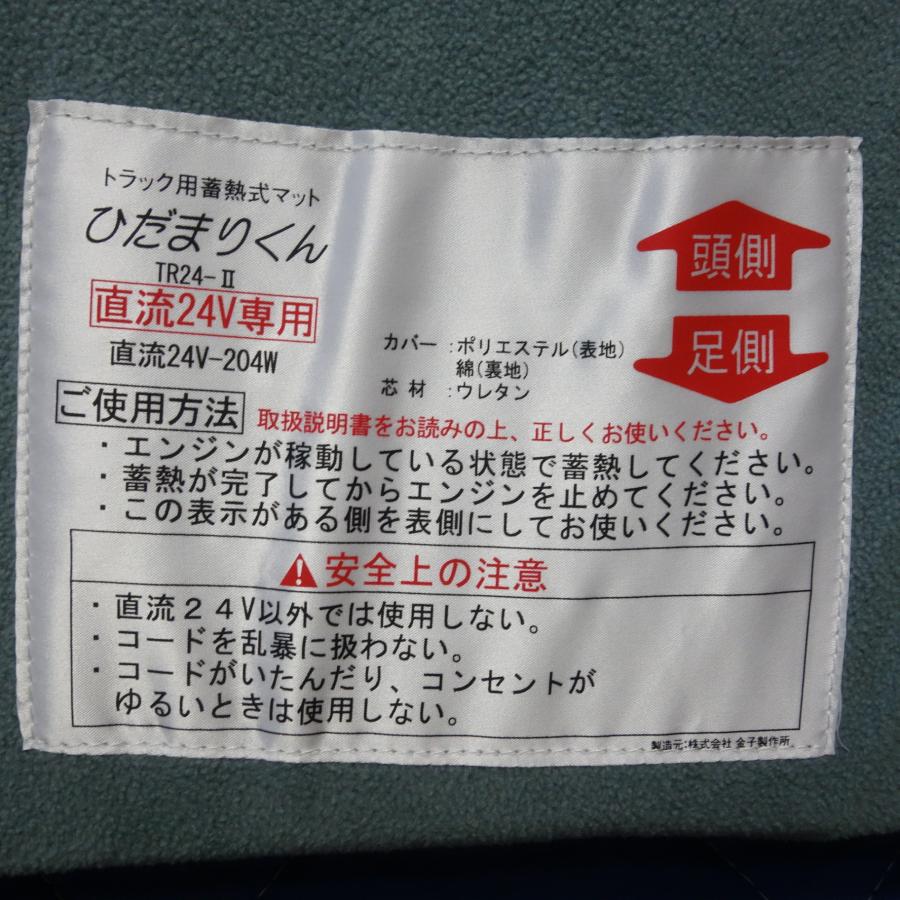 トラック用蓄熱式マット
ひだまりくん
TR24-Ⅱ
直流24V専用
直流24V-204W
カバー：ポリエステル(表地)
綿(裏地)
芯材：ウレタン
頭側
足側
ご使用方法
取扱説明書をお読みの上、正しくお使いください。
・エンジンが稼動している状態で蓄熱してください。
・蓄熱が完了してからエンジンを止めてください。
・この表示がある側を表側にしてお使いください。
安全上の注意
・直流２４V以外では使用しない。
・コードを乱暴に扱わない。
・コードがいたんだり、コンセントが
ゆるいときは使用しない。
製造元：株式会社 金子製作所